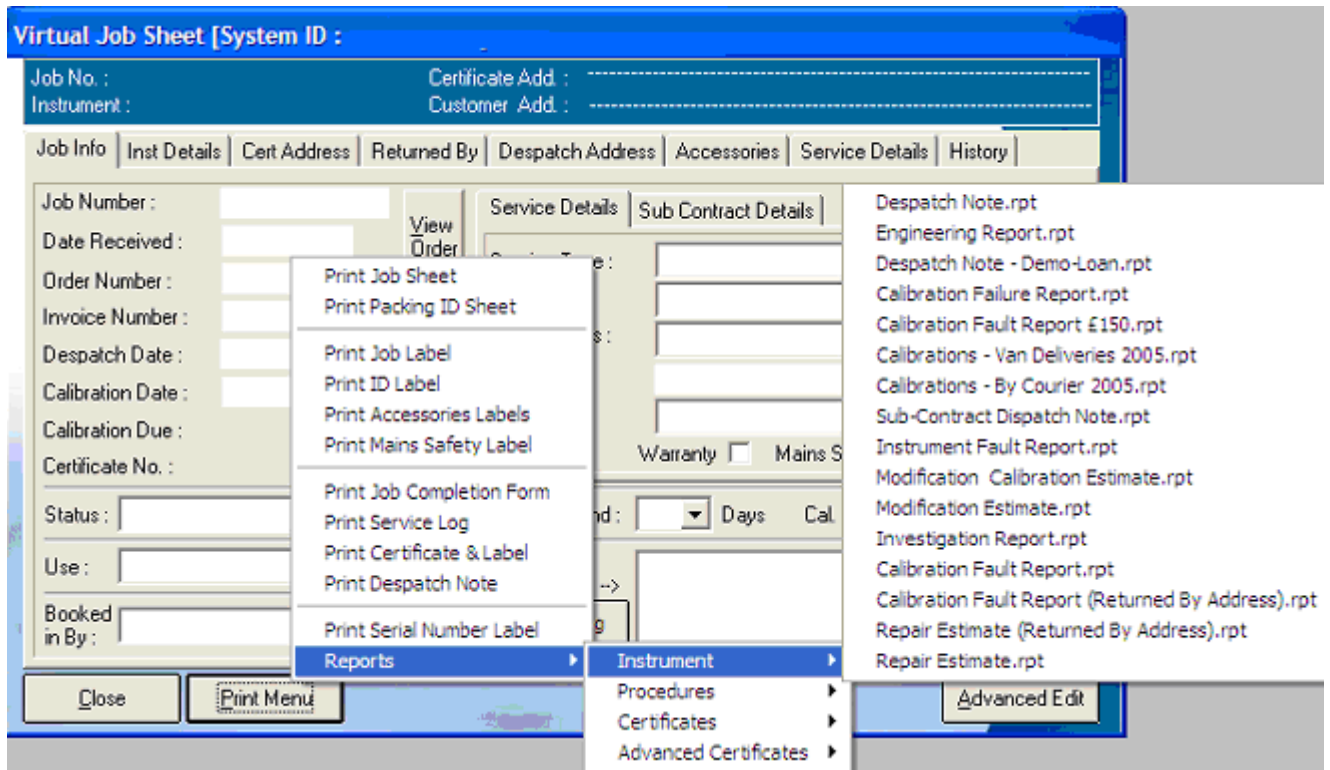 Virtual Job Sheet [System ID :
Job No. :
Certificate Add. :
Instrument :
Customer Add. :
Job Info
Inst Details
Cert Address
Returned By
Despatch Address
Accessories
Service Details
History
Job Number :
Date Received :
Order Number :
Invoice Number :
Despatch Date :
Calibration Date :
Calibration Due :
Certificate No. :
Status :
Use :
Booked
in By :
View
Order
Service Details
Sub Contract Details
Warranty
Mains S
Days
Cal
-->
Close
Print Menu
Advanced Edit
Print Job Sheet
Print Packing ID Sheet
Print Job Label
Print ID Label
Print Accessories Labels
Print Mains Safety Label
Print Job Completion Form
Print Service Log
Print Certificate & Label
Print Despatch Note
Print Serial Number Label
Reports
Instrument
Procedures
Certificates
Advanced Certificates
Despatch Note.rpt
Engineering Report.rpt
Despatch Note - Demo-Loan.rpt
Calibration Failure Report.rpt
Calibration Fault Report £150.rpt
Calibrations - Van Deliveries 2005.rpt
Calibrations - By Courier 2005.rpt
Sub-Contract Dispatch Note.rpt
Instrument Fault Report.rpt
Modification  Calibration Estimate.rpt
Modification Estimate.rpt
Investigation Report.rpt
Calibration Fault Report.rpt
Calibration Fault Report (Returned By Address).rpt
Repair Estimate (Returned By Address).rpt
Repair Estimate.rpt